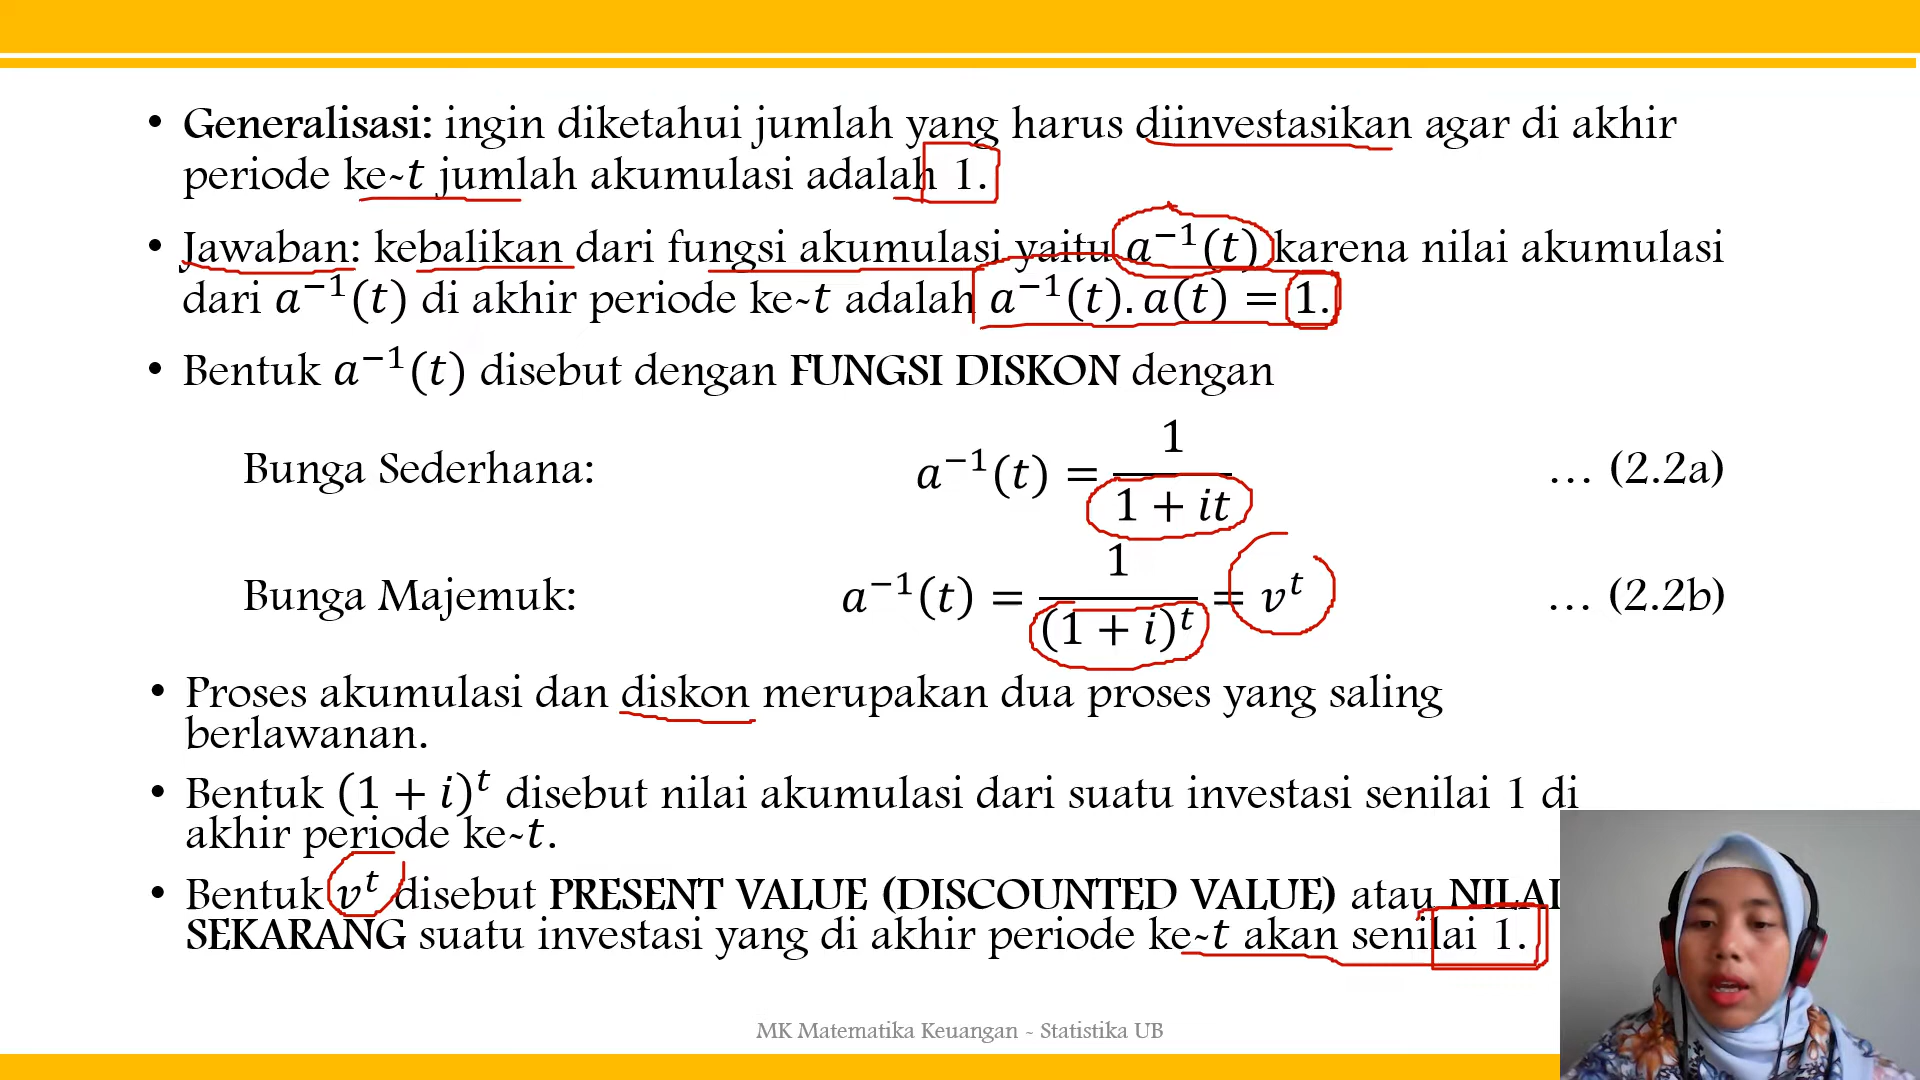 • Generalisasi: ingin diketahui jumlah yang harus diinvestasikan agar di akhir
periode ke-t jumlah akumulasi adalah 1.
• Jawaban: kebalikan dari fungsi akumulasi yaitu a⁻¹(t) karena nilai akumulasi
dari a⁻¹(t) di akhir periode ke-t adalah a⁻¹(t). a(t) = 1.
• Bentuk a⁻¹(t) disebut dengan FUNGSI DISKON dengan
Bunga Sederhana: a⁻¹(t) = 1/(1 + it) … (2.2a)
Bunga Majemuk: a⁻¹(t) = 1/(1 + i)ᵗ = vᵗ … (2.2b)
• Proses akumulasi dan diskon merupakan dua proses yang saling
berlawanan.
• Bentuk (1 + i)ᵗ disebut nilai akumulasi dari suatu investasi senilai 1 di
akhir periode ke-t.
• Bentuk vᵗ disebut PRESENT VALUE (DISCOUNTED VALUE) atau NILAI
SEKARANG suatu investasi yang di akhir periode ke-t akan senilai 1.
MK Matematika Keuangan - Statistika UB